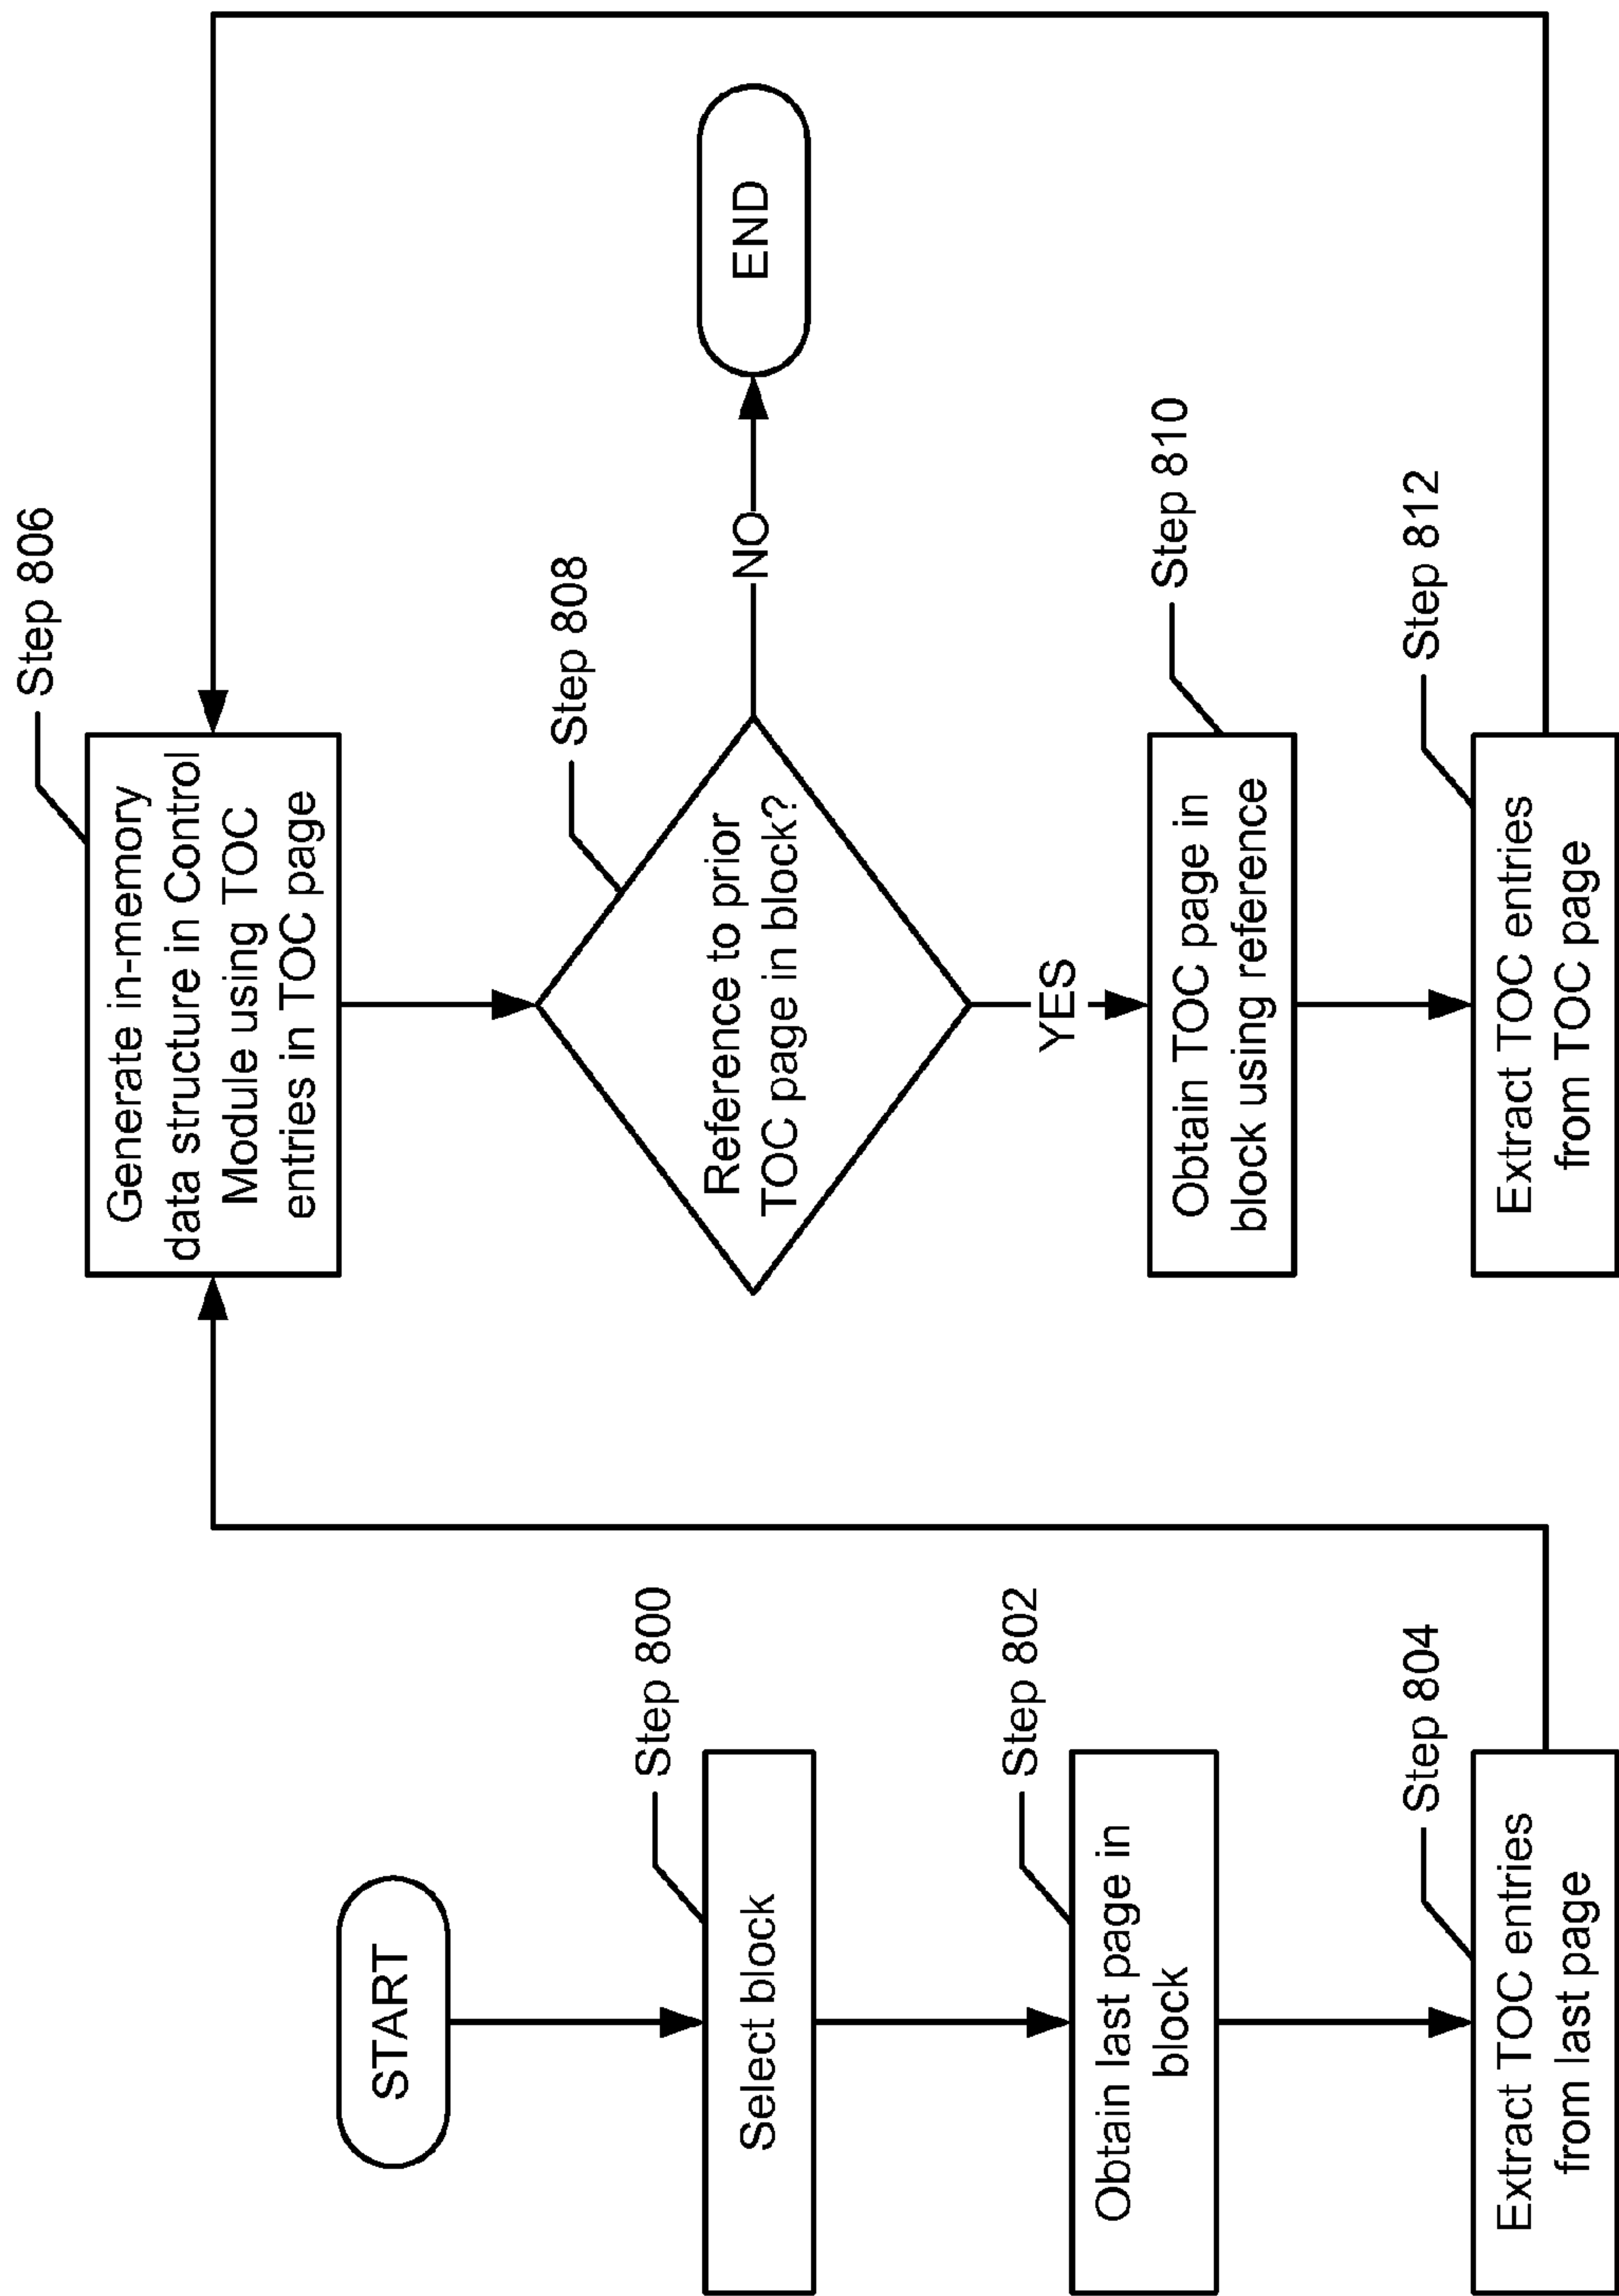 START
Step 800
Select block
Step 802
Obtain last page in
block
Step 804
Extract TOC entries
from last page
Step 806
Generate in-memory
data structure in Control
Module using TOC
entries in TOC page
Step 808
Reference to prior
TOC page in block?
NO
END
YES
Step 810
Obtain TOC page in
block using reference
Step 812
Extract TOC entries
from TOC page